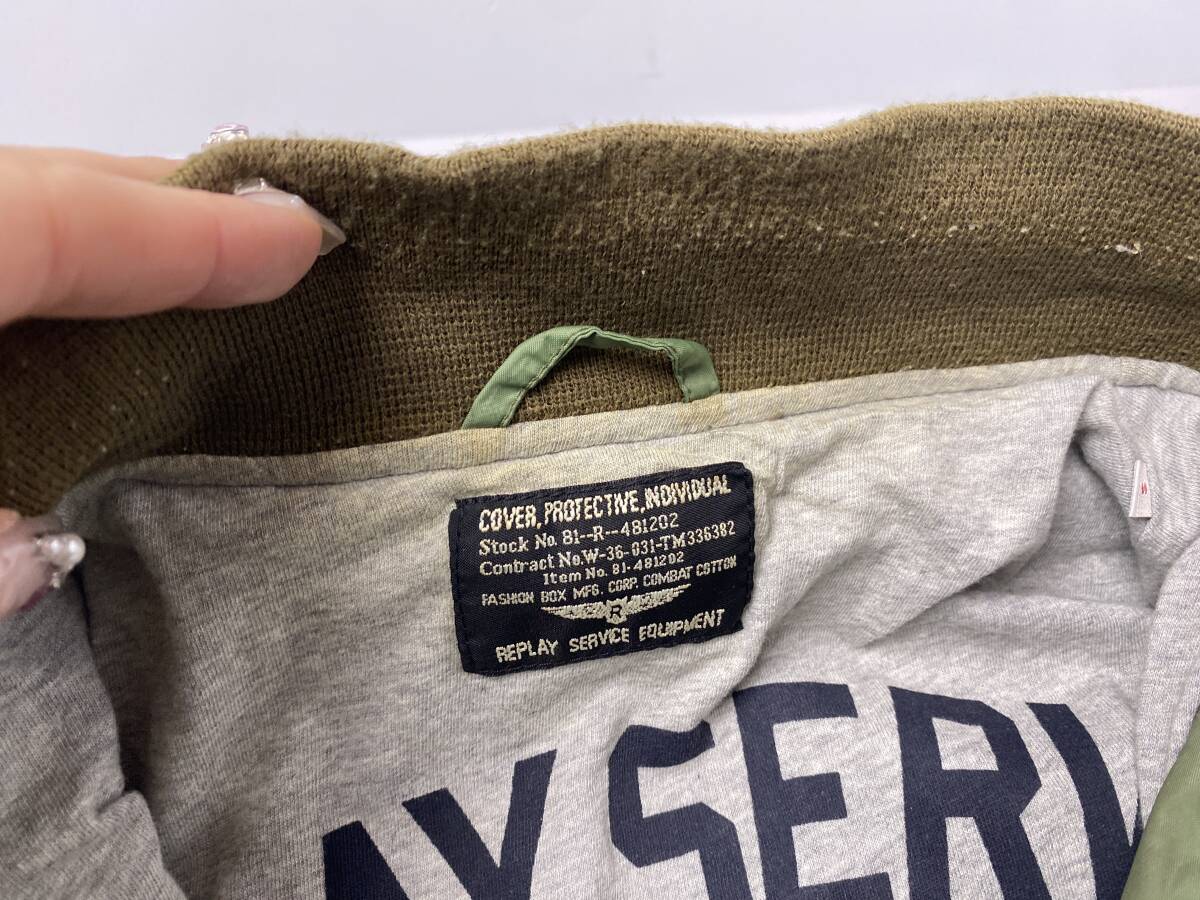 COVER, PROTECTIVE, INDIVIDUAL
Stock No. 81--R--481202
Contract No. W-36-031-TM336382
Item No. 81-481202
FASHION BOX MFG. CORP. COMBAT COTTON
R
REPLAY SERVICE EQUIPMENT
AY SERV